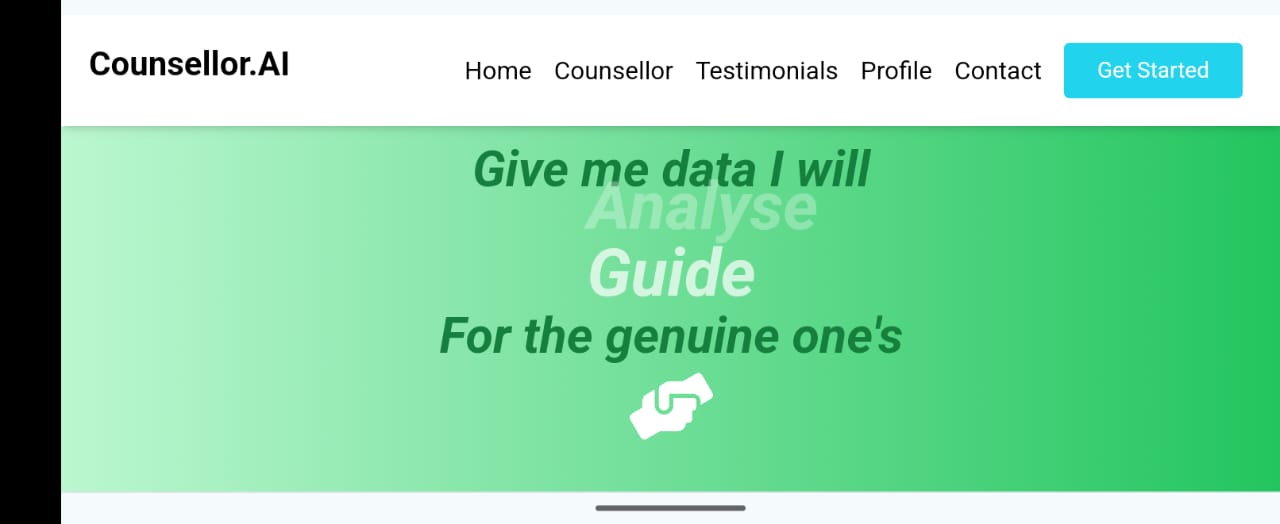 Counsellor.AI
Home Counsellor Testimonials Profile Contact Get Started
Give me data I will
Analyse
Guide
For the genuine one's